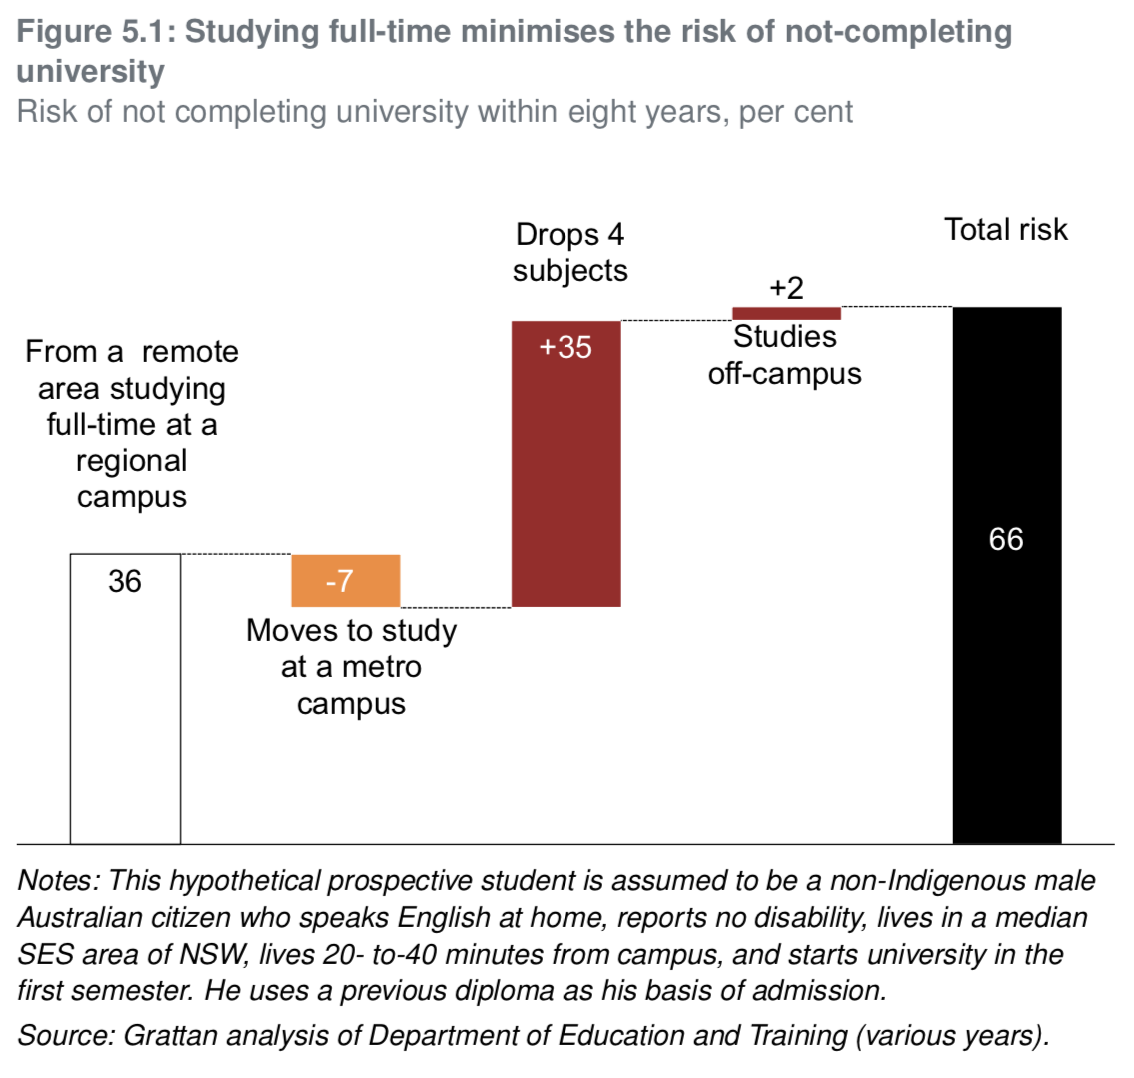 Figure 5.1: Studying full-time minimises the risk of not-completing
university
Risk of not completing university within eight years, per cent
From a remote
area studying
full-time at a
regional
campus
36
-7
Moves to study
at a metro
campus
Drops 4
subjects
+35
+2
Studies
off-campus
Total risk
66
Notes: This hypothetical prospective student is assumed to be a non-Indigenous male
Australian citizen who speaks English at home, reports no disability, lives in a median
SES area of NSW, lives 20- to-40 minutes from campus, and starts university in the
first semester. He uses a previous diploma as his basis of admission.
Source: Grattan analysis of Department of Education and Training (various years).